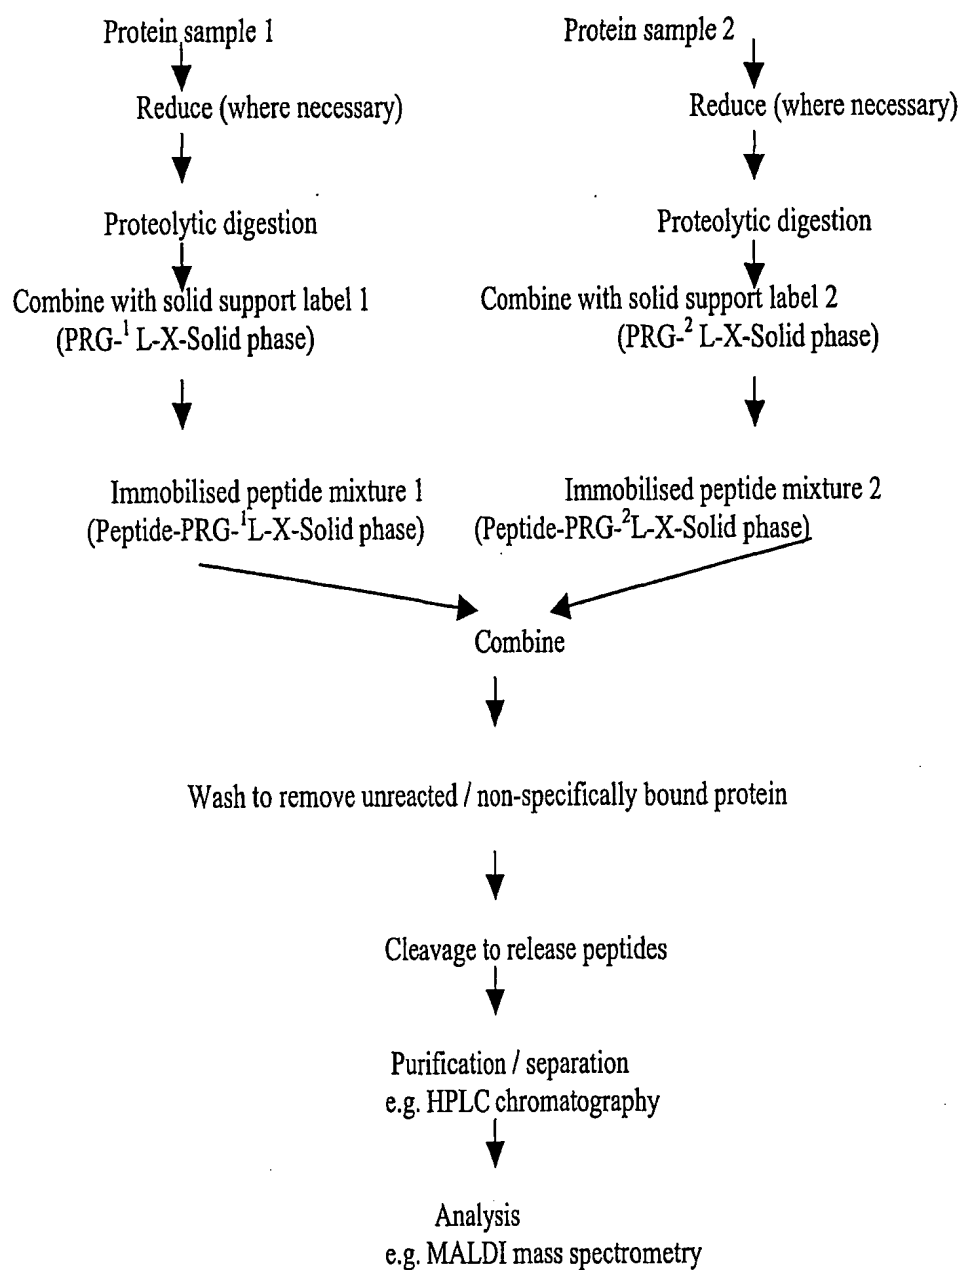 Protein sample 1
Reduce (where necessary)
Proteolytic digestion
Combine with solid support label 1
(PRG-¹ L-X-Solid phase)
Immobilised peptide mixture 1
(Peptide-PRG-¹L-X-Solid phase)
Protein sample 2
Reduce (where necessary)
Proteolytic digestion
Combine with solid support label 2
(PRG-² L-X-Solid phase)
Immobilised peptide mixture 2
(Peptide-PRG-²L-X-Solid phase)
Combine
Wash to remove unreacted / non-specifically bound protein
Cleavage to release peptides
Purification / separation
e.g. HPLC chromatography
Analysis
e.g. MALDI mass spectrometry